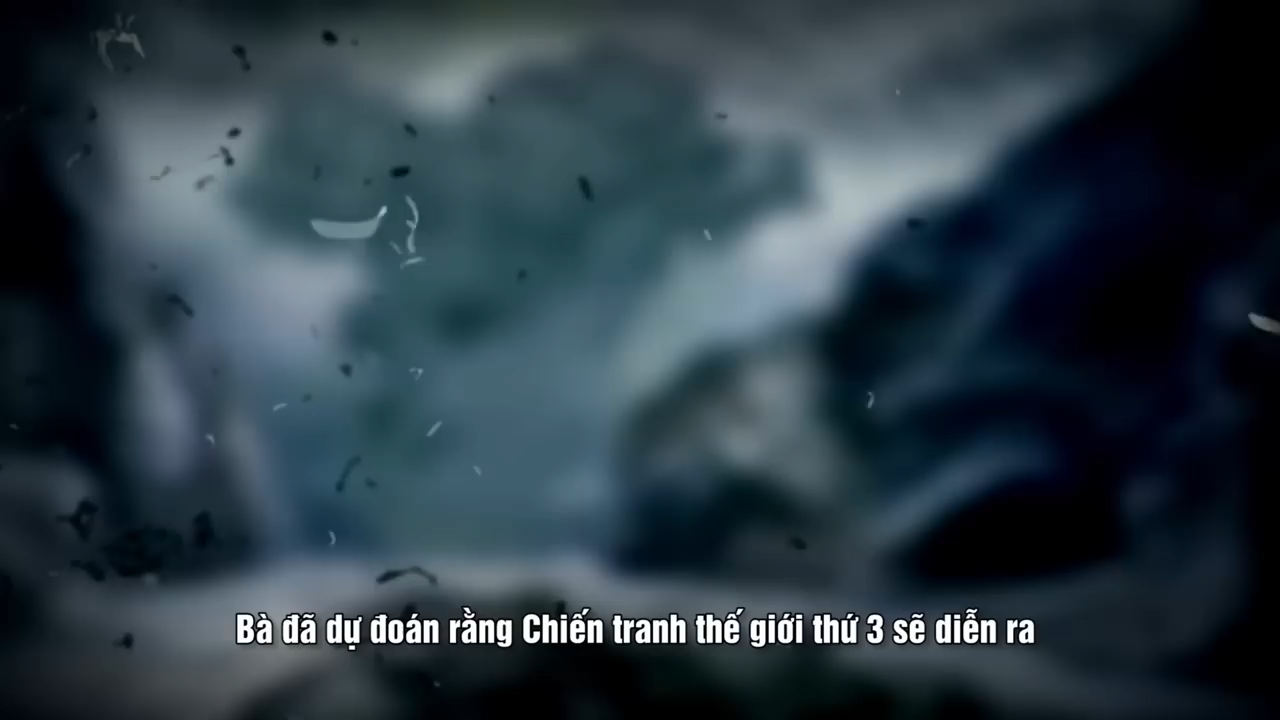 Bà đã dự đoán rằng Chiến tranh thế giới thứ 3 sẽ diễn ra